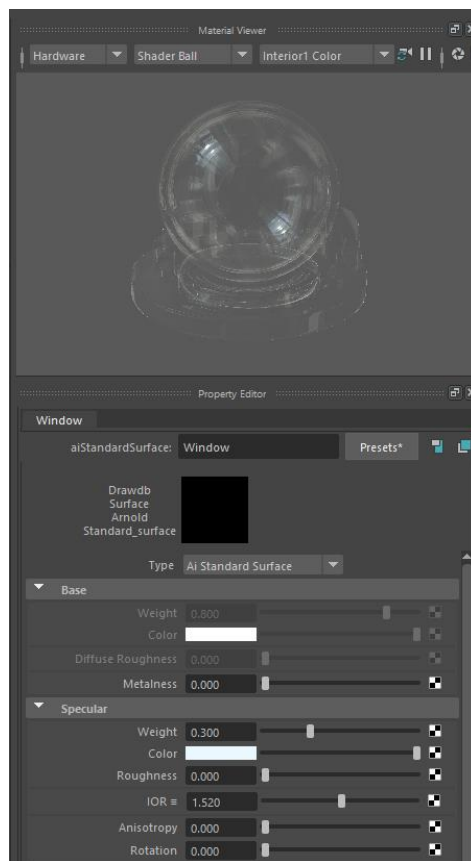 Material Viewer
Hardware Shader Ball Interior1 Color
Property Editor
Window
aiStandardSurface: Window Presets*
Drawdb
Surface
Arnold
Standard_surface
Type Ai Standard Surface
Base
Weight 0.800
Color
Diffuse Roughness 0.000
Metalness 0.000
Specular
Weight 0.300
Color
Roughness 0.000
IOR ≡ 1.520
Anisotropy 0.000
Rotation 0.000